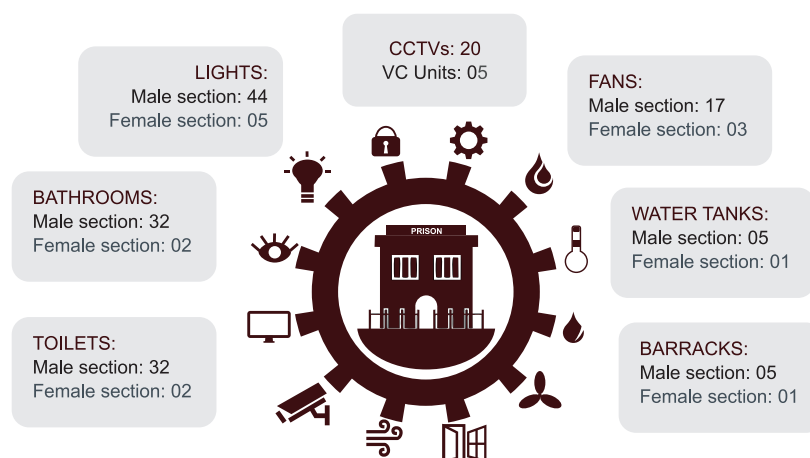 CCTVs: 20
VC Units: 05
LIGHTS:
Male section: 44
Female section: 05
FANS:
Male section: 17
Female section: 03
BATHROOMS:
Male section: 32
Female section: 02
WATER TANKS:
Male section: 05
Female section: 01
PRISON
TOILETS:
Male section: 32
Female section: 02
BARRACKS:
Male section: 05
Female section: 01